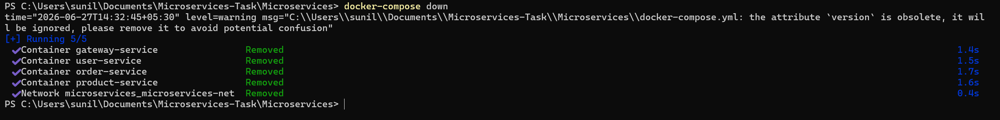 PS C:\Users\sunil\Documents\Microservices-Task\Microservices> docker-compose down
time="2026-06-27T14:32:45+05:30" level=warning msg="C:\\Users\\sunil\\Documents\\Microservices-Task\\Microservices\\docker-compose.yml: the attribute `version` is obsolete, it wil
l be ignored, please remove it to avoid potential confusion"
[+] Running 5/5
✔Container gateway-service Removed 1.4s
✔Container user-service Removed 1.5s
✔Container order-service Removed 1.7s
✔Container product-service Removed 1.6s
✔Network microservices_microservices-net Removed 0.4s
PS C:\Users\sunil\Documents\Microservices-Task\Microservices>